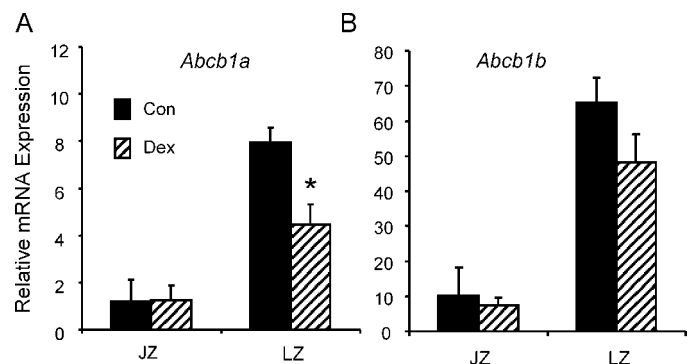 A
B
Abcb1a
Abcb1b
Relative mRNA Expression
12
10
8
6
4
2
0
Con
Dex
*
JZ
LZ
80
70
60
50
40
30
20
10
0
JZ
LZ